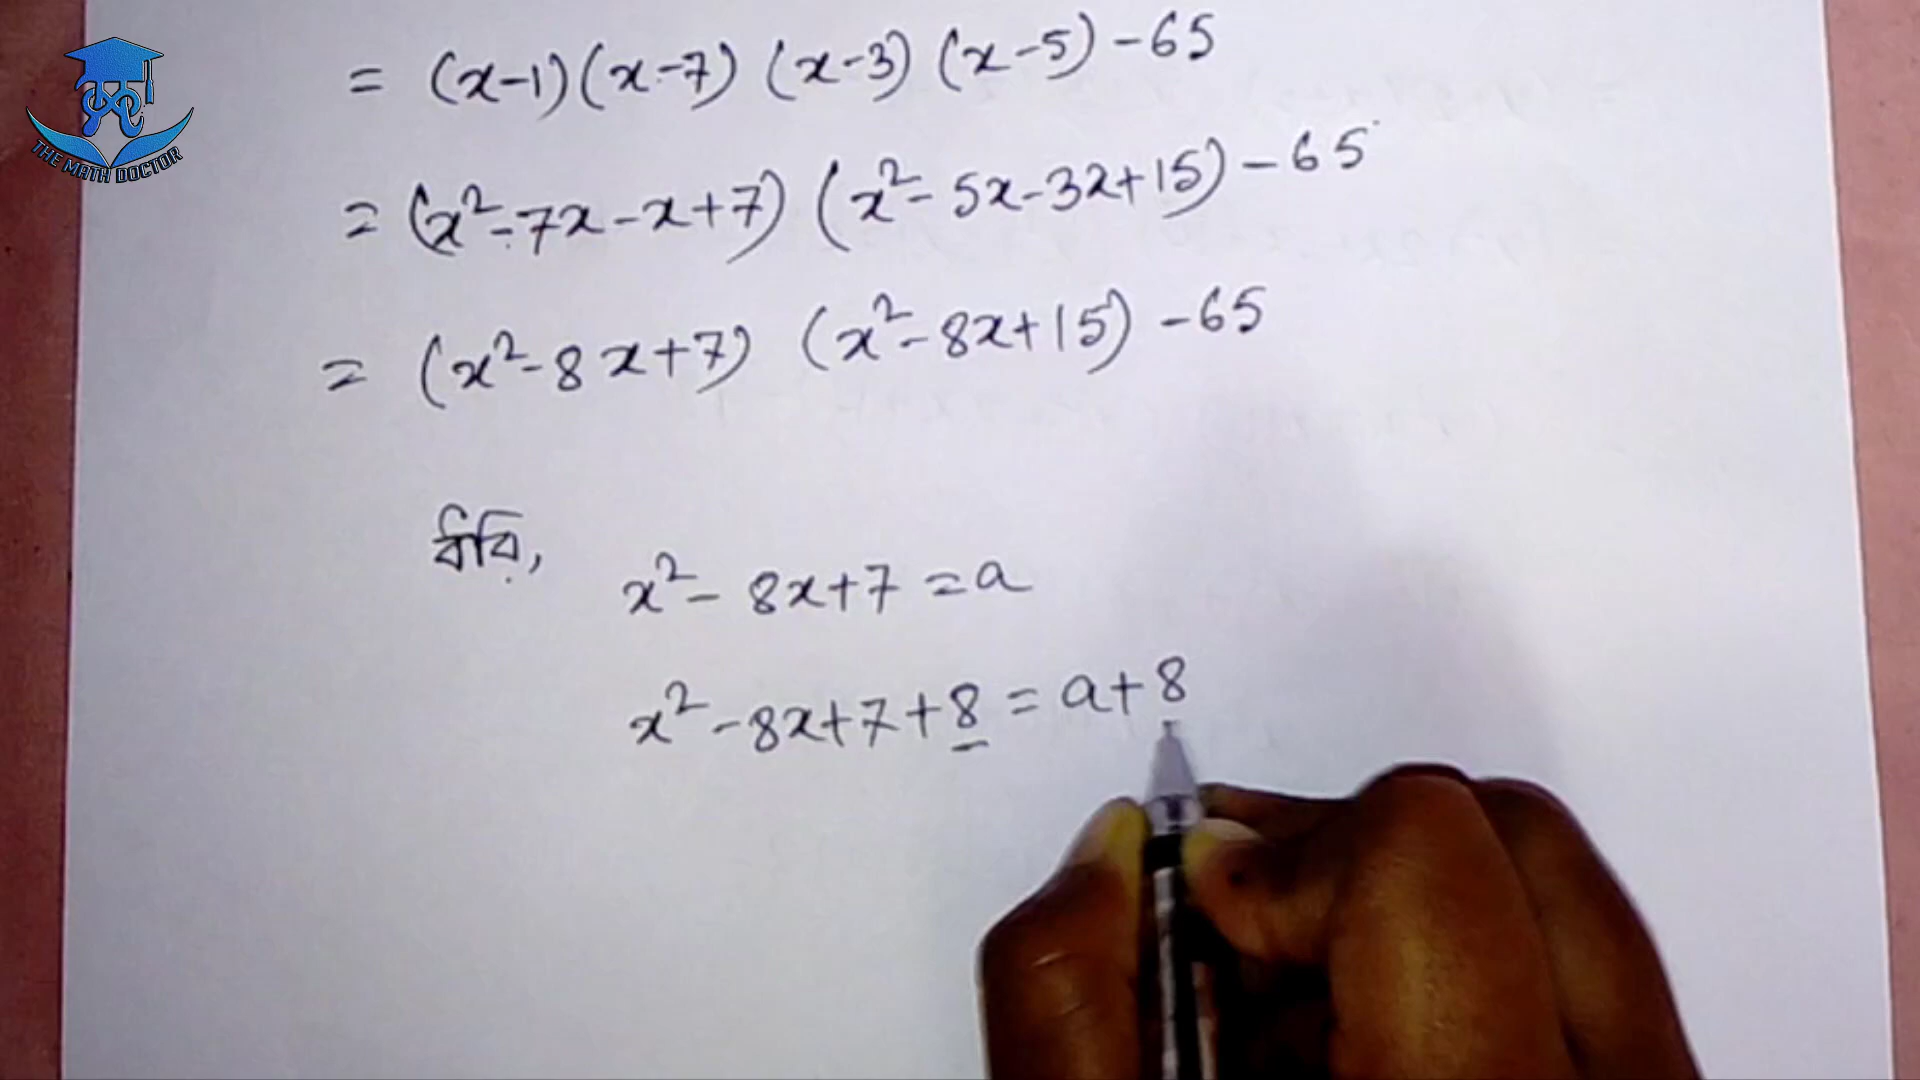 = (x-1)(x-7) (x-3) (x-5) -65
THE MATH DOCTOR
= (x²-7x-x+7) (x²-5x-3x+15) -65
= (x²-8x+7) (x²-8x+15) -65
ধরি,
x²-8x+7 = a
x²-8x+7+8 = a+8